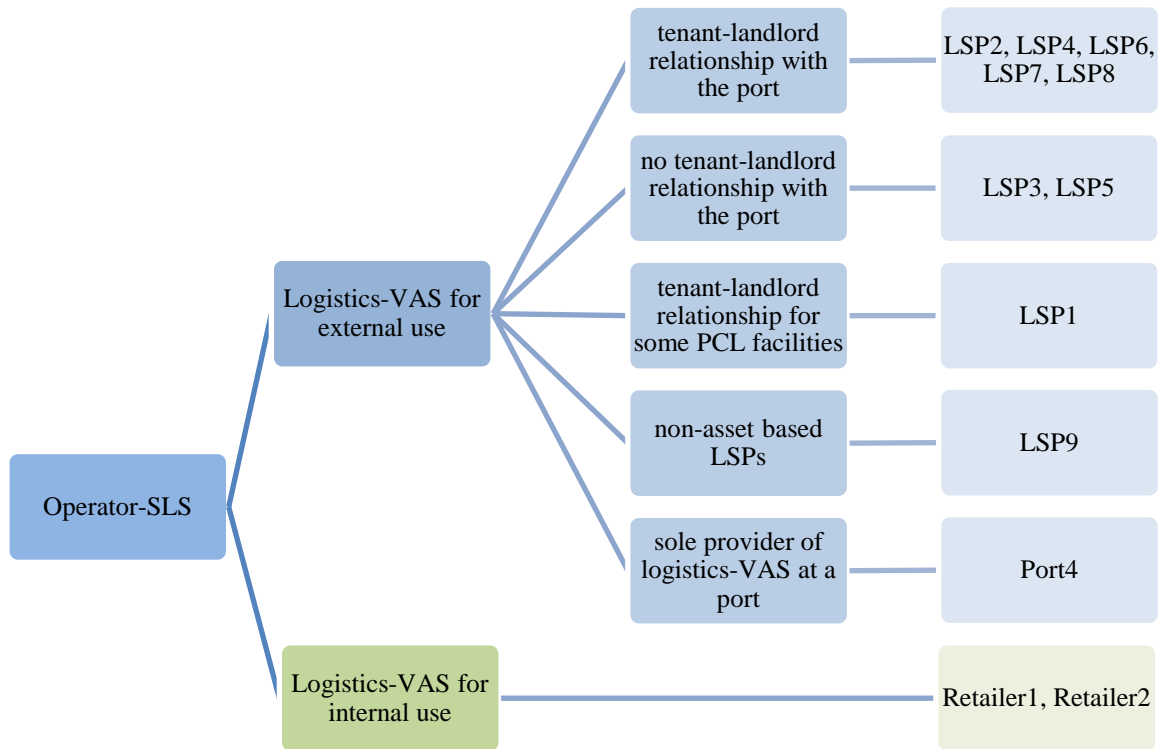 tenant-landlord
relationship with
the port
LSP2, LSP4, LSP6,
LSP7, LSP8
no tenant-landlord
relationship with
the port
LSP3, LSP5
Logistics-VAS for
external use
tenant-landlord
relationship for
some PCL facilities
LSP1
non-asset based
LSPs
LSP9
Operator-SLS
sole provider of
logistics-VAS at a
port
Port4
Logistics-VAS for
internal use
Retailer1, Retailer2